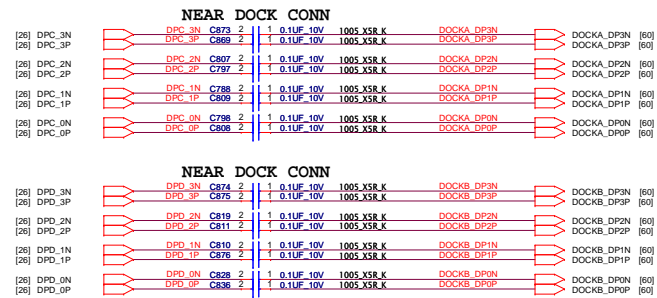 NEAR DOCK CONN
[26] DPC_3N DPC_3N C873 2 1 0.1UF_10V 1005_X5R_K DOCKA_DP3N DOCKA_DP3N [60]
[26] DPC_3P DPC_3P C869 2 1 0.1UF_10V 1005_X5R_K DOCKA_DP3P DOCKA_DP3P [60]
[26] DPC_2N DPC_2N C807 2 1 0.1UF_10V 1005_X5R_K DOCKA_DP2N DOCKA_DP2N [60]
[26] DPC_2P DPC_2P C797 2 1 0.1UF_10V 1005_X5R_K DOCKA_DP2P DOCKA_DP2P [60]
[26] DPC_1N DPC_1N C788 2 1 0.1UF_10V 1005_X5R_K DOCKA_DP1N DOCKA_DP1N [60]
[26] DPC_1P DPC_1P C809 2 1 0.1UF_10V 1005_X5R_K DOCKA_DP1P DOCKA_DP1P [60]
[26] DPC_0N DPC_0N C798 2 1 0.1UF_10V 1005_X5R_K DOCKA_DP0N DOCKA_DP0N [60]
[26] DPC_0P DPC_0P C808 2 1 0.1UF_10V 1005_X5R_K DOCKA_DP0P DOCKA_DP0P [60]
NEAR DOCK CONN
[26] DPD_3N DPD_3N C874 2 1 0.1UF_10V 1005_X5R_K DOCKB_DP3N DOCKB_DP3N [60]
[26] DPD_3P DPD_3P C875 2 1 0.1UF_10V 1005_X5R_K DOCKB_DP3P DOCKB_DP3P [60]
[26] DPD_2N DPD_2N C819 2 1 0.1UF_10V 1005_X5R_K DOCKB_DP2N DOCKB_DP2N [60]
[26] DPD_2P DPD_2P C811 2 1 0.1UF_10V 1005_X5R_K DOCKB_DP2P DOCKB_DP2P [60]
[26] DPD_1N DPD_1N C810 2 1 0.1UF_10V 1005_X5R_K DOCKB_DP1N DOCKB_DP1N [60]
[26] DPD_1P DPD_1P C876 2 1 0.1UF_10V 1005_X5R_K DOCKB_DP1P DOCKB_DP1P [60]
[26] DPD_0N DPD_0N C828 2 1 0.1UF_10V 1005_X5R_K DOCKB_DP0N DOCKB_DP0N [60]
[26] DPD_0P DPD_0P C836 2 1 0.1UF_10V 1005_X5R_K DOCKB_DP0P DOCKB_DP0P [60]